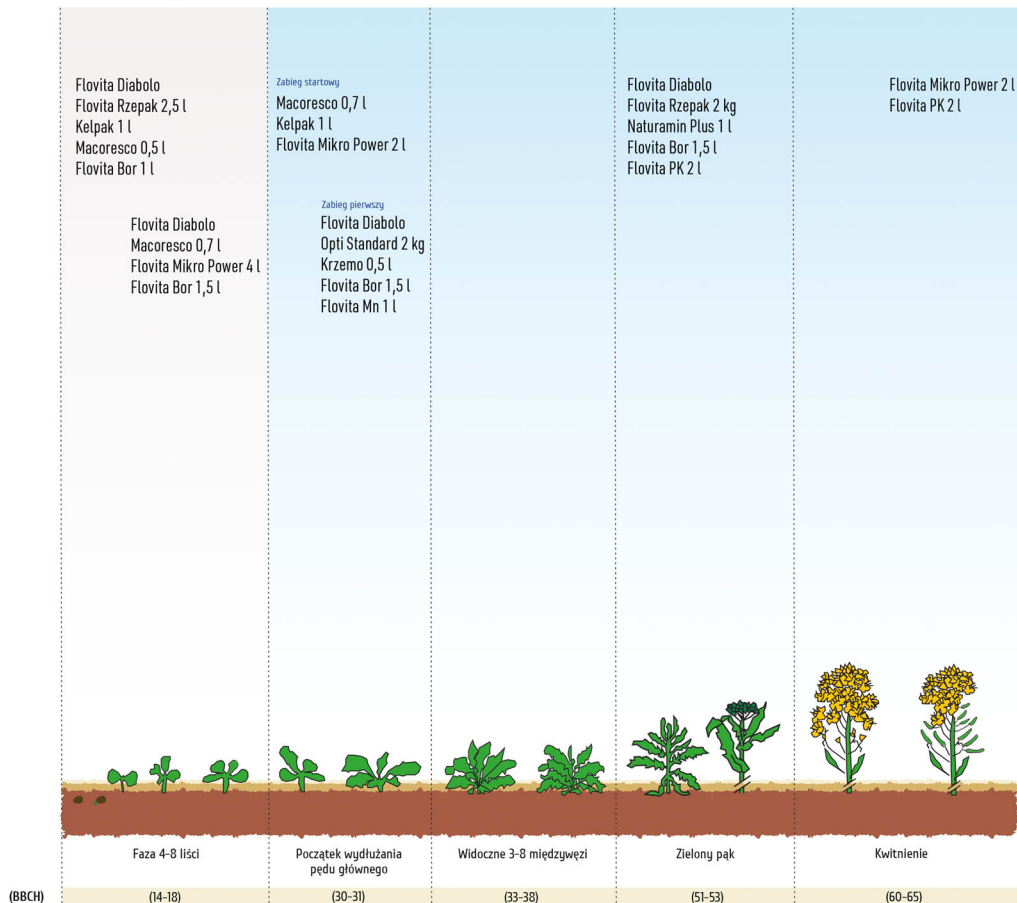 Flovita Diabolo
Flovita Rzepak 2,5 l
Kelpak 1 l
Macoresco 0,5 l
Flovita Bor 1 l
Flovita Diabolo
Macoresco 0,7 l
Flovita Mikro Power 4 l
Flovita Bor 1,5 l
Zabieg startowy
Macoresco 0,7 l
Kelpak 1 l
Flovita Mikro Power 2 l
Zabieg pierwszy
Flovita Diabolo
Opti Standard 2 kg
Krzemo 0,5 l
Flovita Bor 1,5 l
Flovita Mn 1 l
Flovita Diabolo
Flovita Rzepak 2 kg
Naturamin Plus 1 l
Flovita Bor 1,5 l
Flovita PK 2 l
Flovita Mikro Power 2 l
Flovita PK 2 l
Faza 4-8 liści
Początek wydłużania
pędu głównego
Widoczne 3-8 międzywęzi
Zielony pąk
Kwitnienie
(BBCH) (14-18) (30-31) (33-38) (51-53) (60-65)